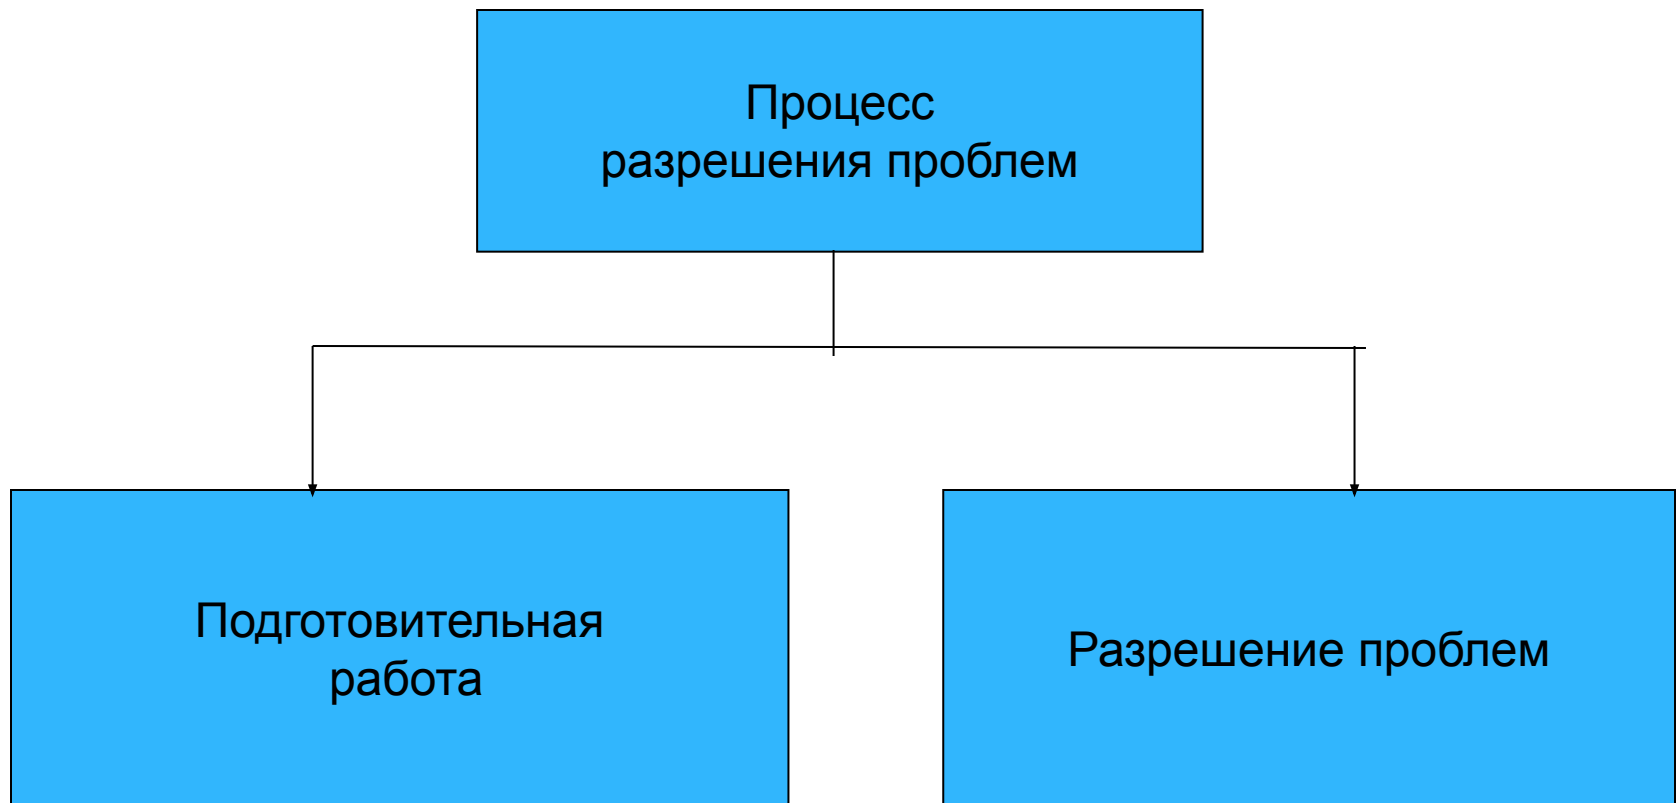 Процесс
разрешения проблем
Подготовительная
работа
Разрешение проблем